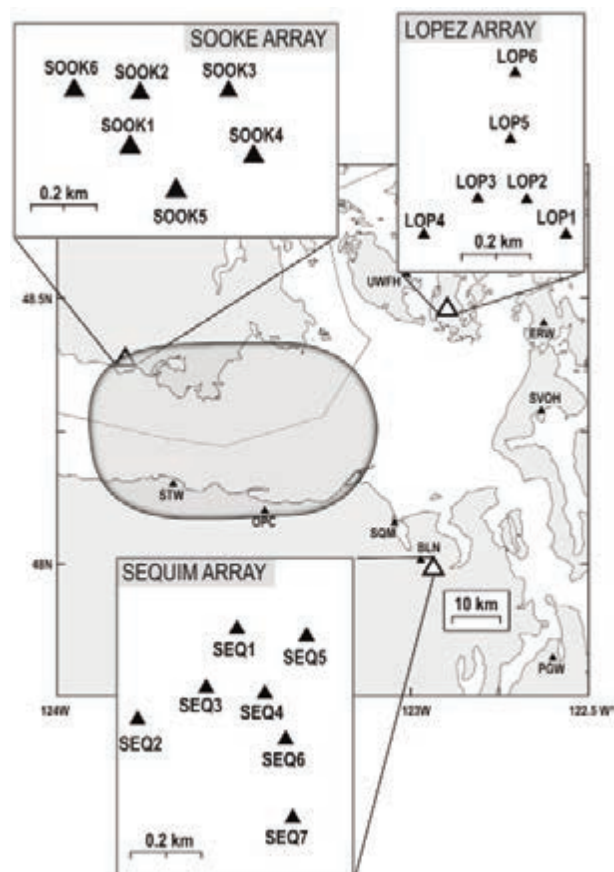 SOOKE ARRAY
SOOK6
SOOK2
SOOK3
SOOK1
SOOK4
SOOK5
0.2 km
LOPEZ ARRAY
LOP6
LOP5
LOP3
LOP2
LOP4
LOP1
0.2 km
UWFH
48.5N
ERW
SVOH
STW
OPC
SQM
BLN
48N
10 km
PGW
124W
123W
122.5 W
SEQUIM ARRAY
SEQ1
SEQ5
SEQ3
SEQ4
SEQ2
SEQ6
SEQ7
0.2 km